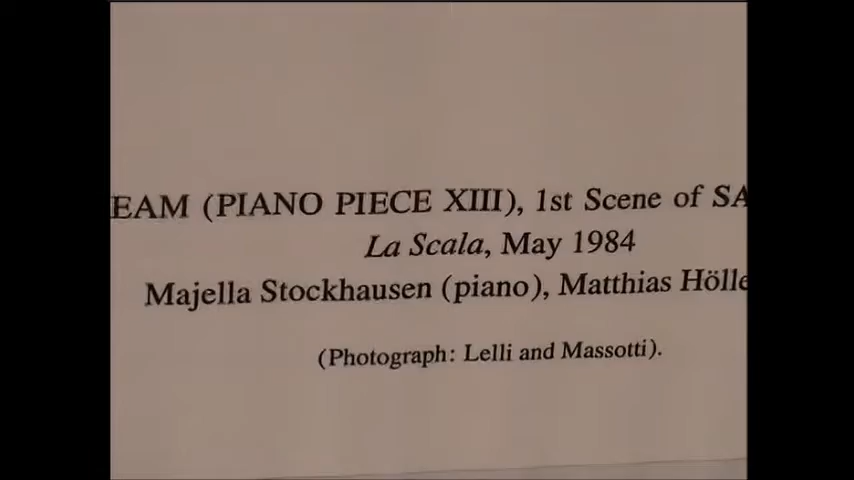 EAM (PIANO PIECE XIII), 1st Scene of SA
La Scala, May 1984
Majella Stockhausen (piano), Matthias Hölle
(Photograph: Lelli and Massotti).